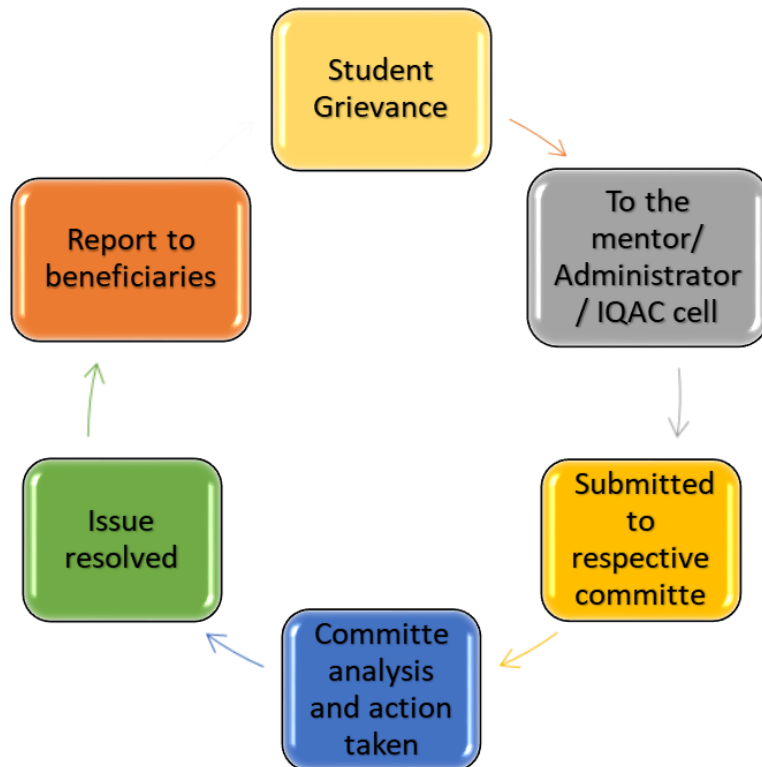 Student
Grievance
To the
mentor/
Administrator
/ IQAC cell
Submitted
to
respective
committe
Committe
analysis
and action
taken
Issue
resolved
Report to
beneficiaries